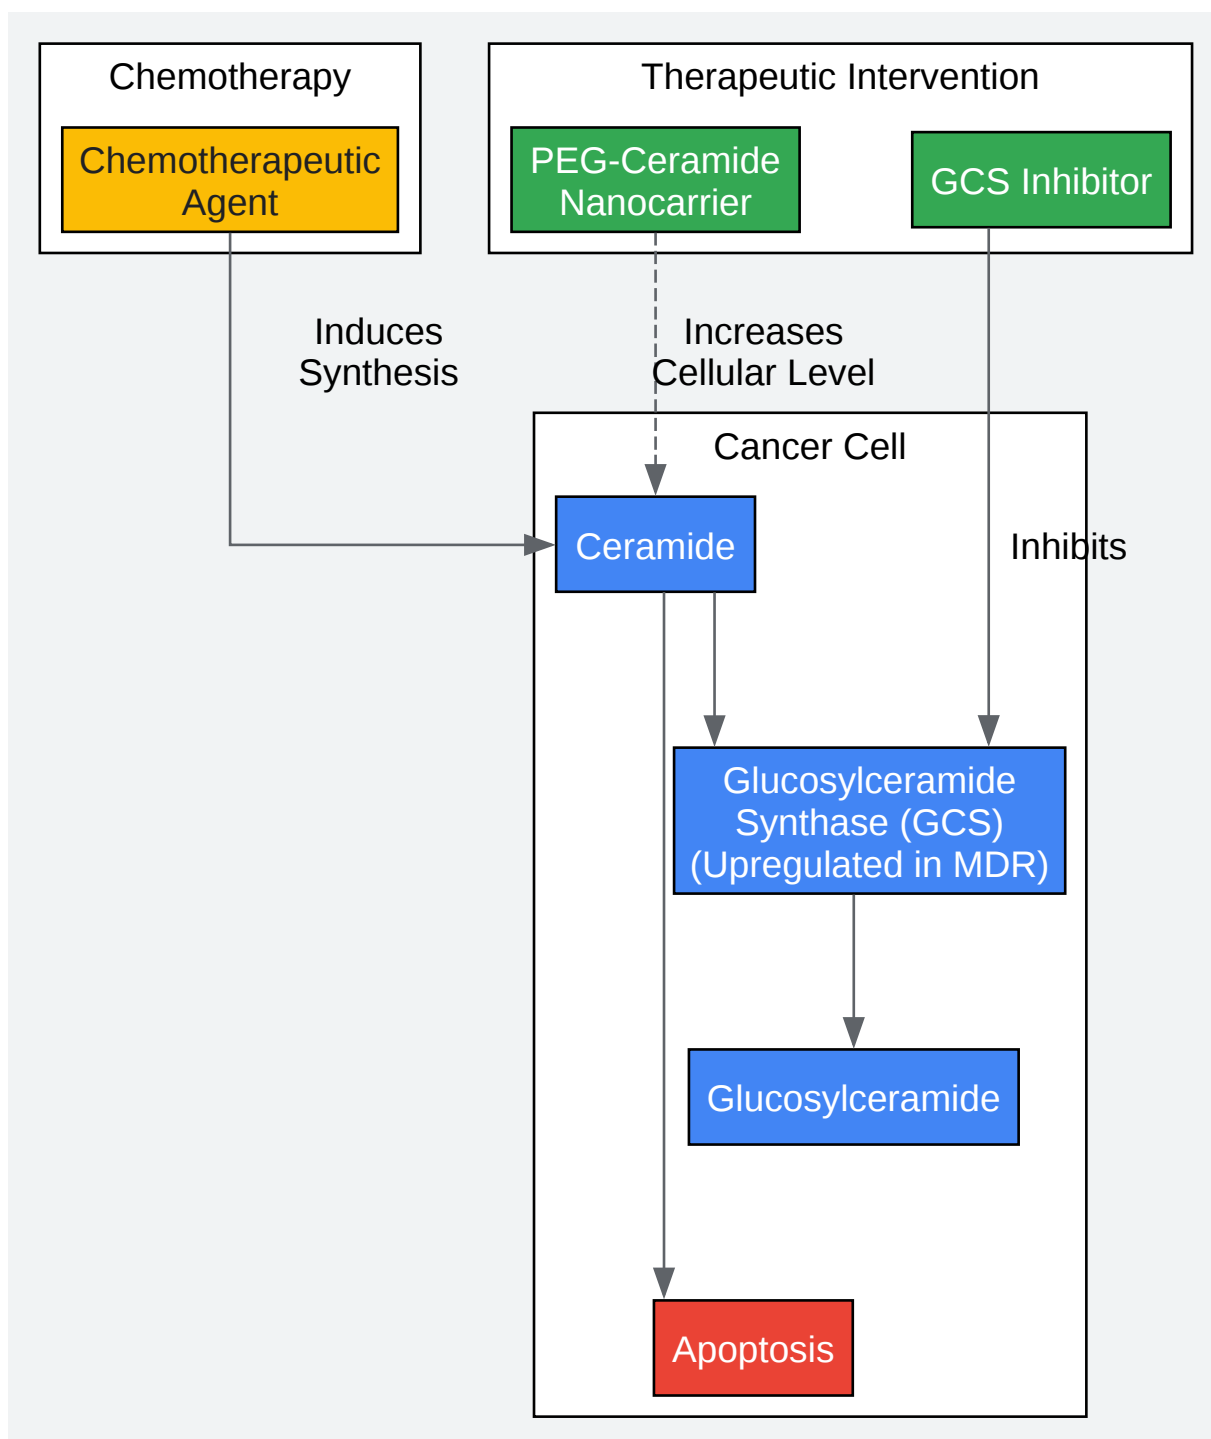 Chemotherapy
Chemotherapeutic
Agent
Therapeutic Intervention
PEG-Ceramide
Nanocarrier
GCS Inhibitor
Induces
Synthesis
Increases
Cellular Level
Cancer Cell
Ceramide
Inhibits
Glucosylceramide
Synthase (GCS)
(Upregulated in MDR)
Glucosylceramide
Apoptosis